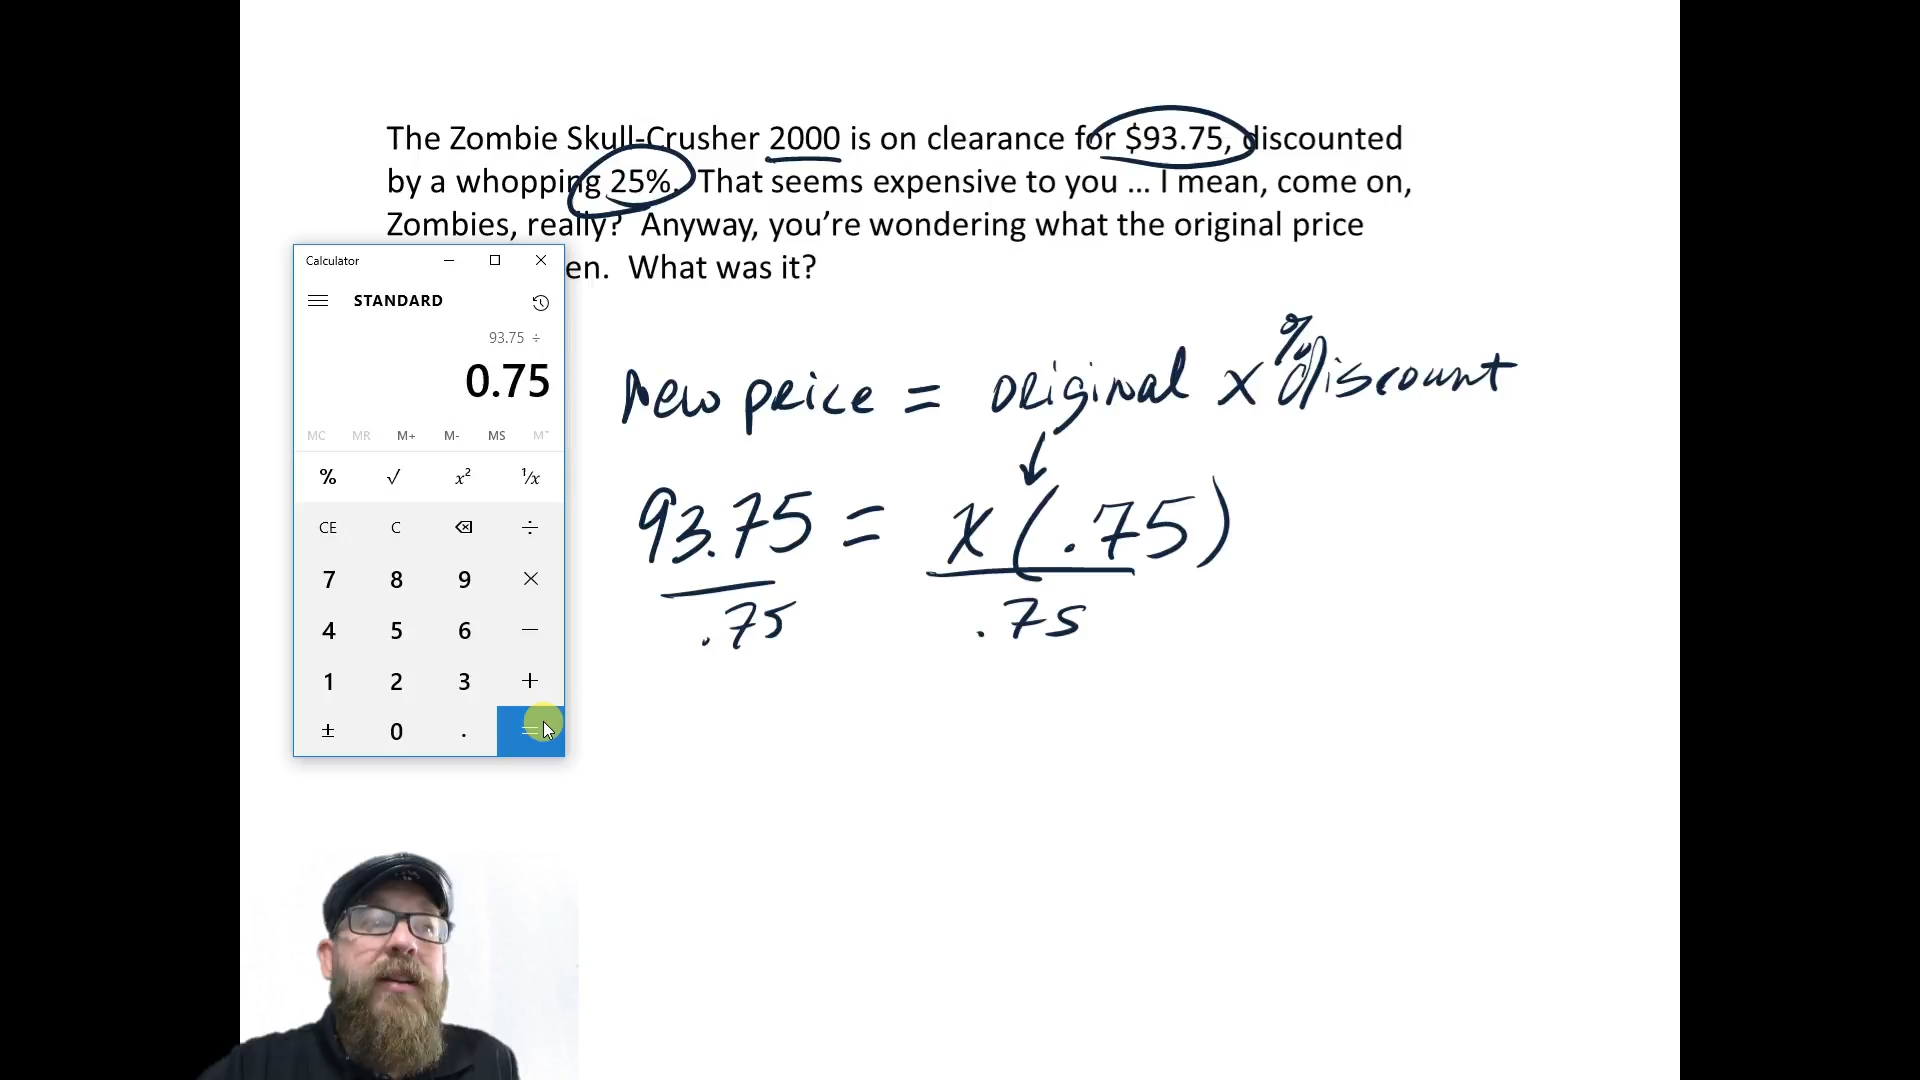 The Zombie Skull-Crusher 2000 is on clearance for $93.75, discounted
by a whopping 25%. That seems expensive to you … I mean, come on,
Zombies, really? Anyway, you’re wondering what the original price
en. What was it?
Calculator
STANDARD
93.75 ÷
0.75
MC MR M+ M- MS M˅
% √ x² ¹/x
CE C ⌫ ÷
7 8 9 ×
4 5 6 −
1 2 3 +
± 0 . =
New price = original x % discount
93.75 = x (.75)
.75 .75